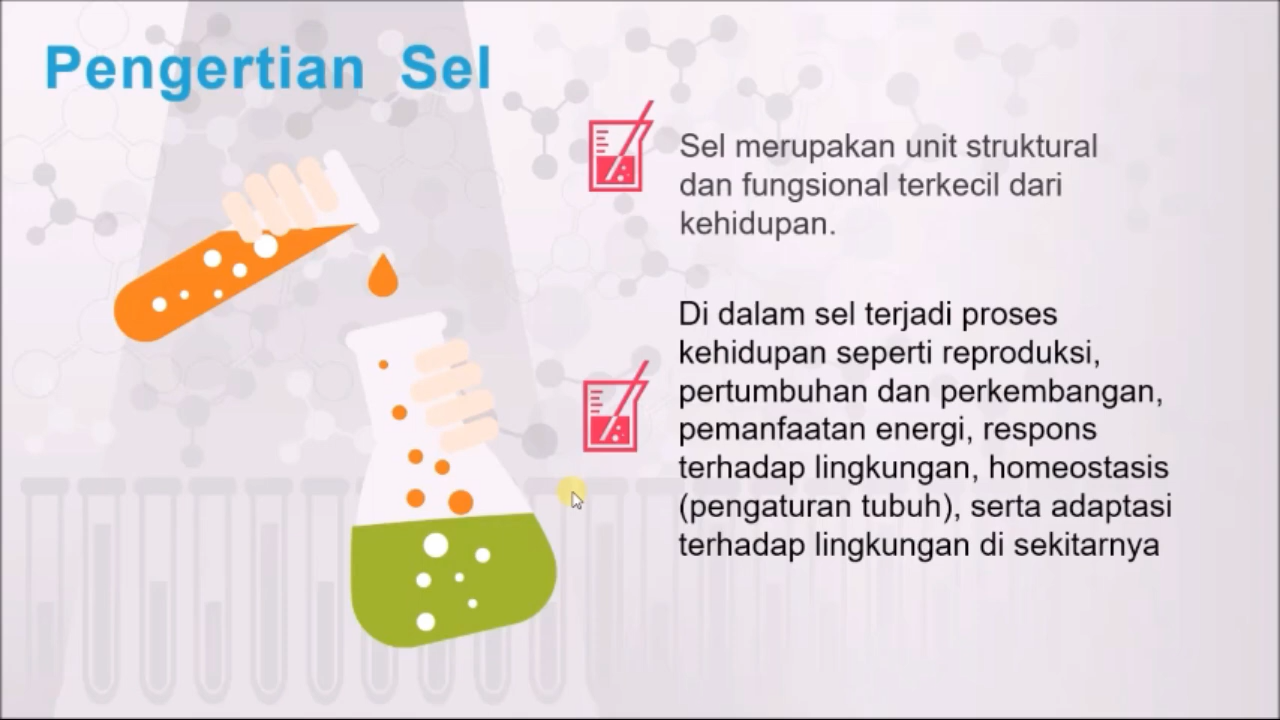 Pengertian Sel
Sel merupakan unit struktural
dan fungsional terkecil dari
kehidupan.
Di dalam sel terjadi proses
kehidupan seperti reproduksi,
pertumbuhan dan perkembangan,
pemanfaatan energi, respons
terhadap lingkungan, homeostasis
(pengaturan tubuh), serta adaptasi
terhadap lingkungan di sekitarnya